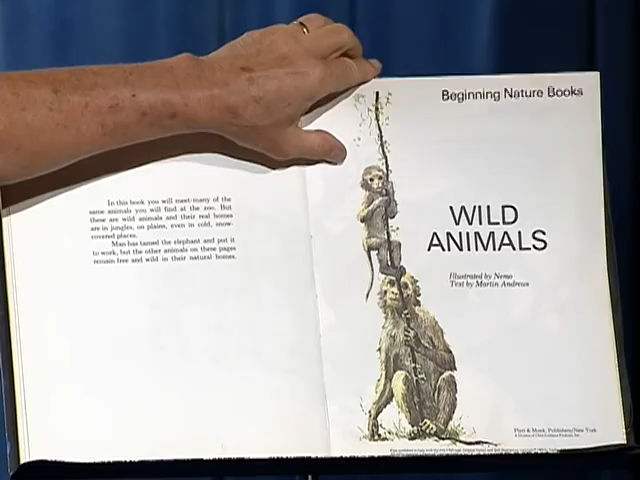 In this book you will meet many of the
same animals you will find at the zoo. But
these are wild animals and their real homes
are in jungles, on plains, even in cold, snow-
covered places.
Man has tamed the elephant and put it
to work, but the other animals on these pages
remain free and wild in their natural homes.
Beginning Nature Books
WILD
ANIMALS
Illustrated by Nemo
Text by Martin Andrews
Platt & Munk, Publishers/New York